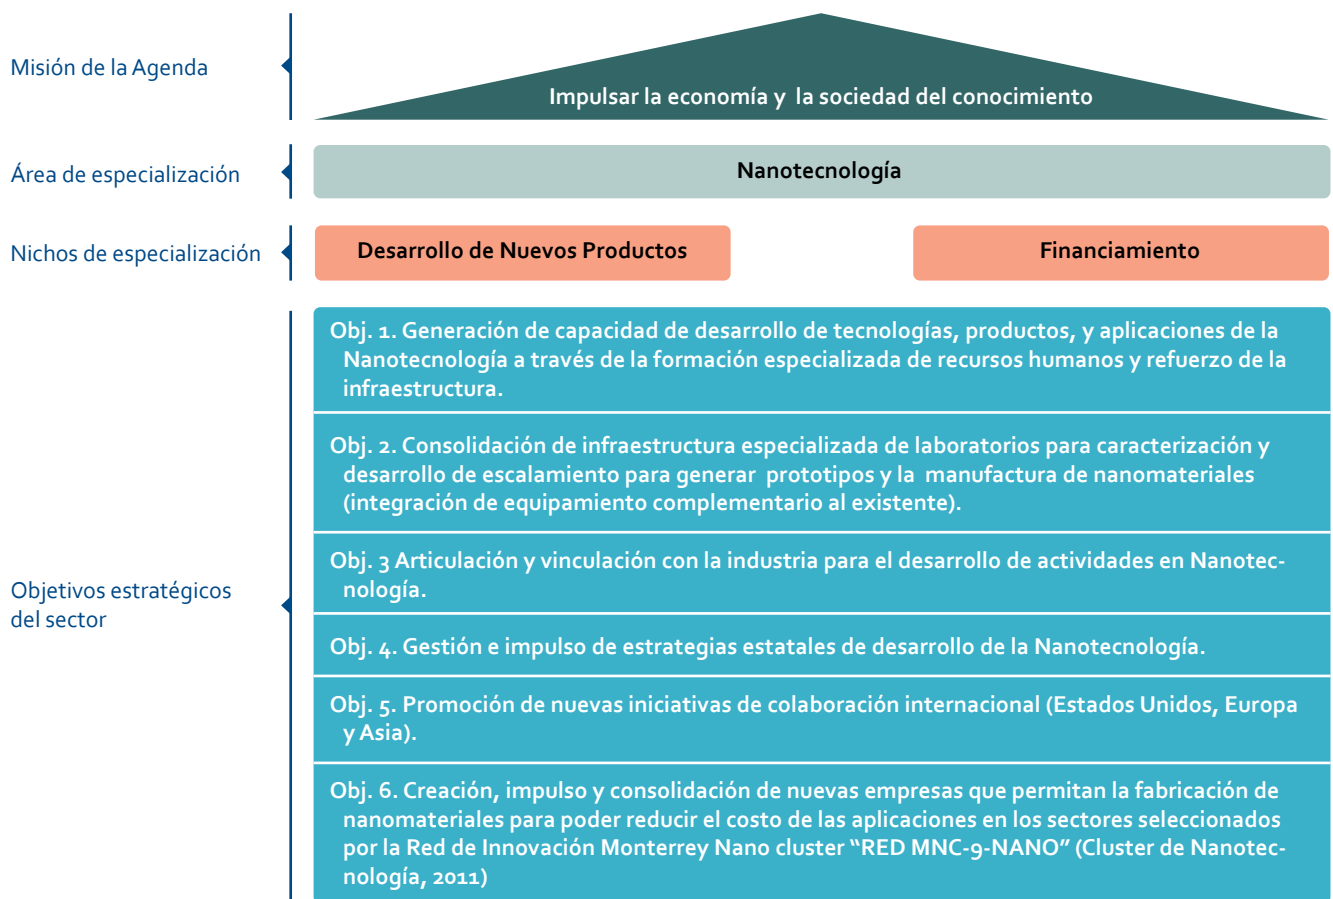 Misión de la Agenda
Impulsar la economía y la sociedad del conocimiento
Área de especialización
Nanotecnología
Nichos de especialización
Desarrollo de Nuevos Productos
Financiamiento
Objetivos estratégicos
del sector
Obj. 1. Generación de capacidad de desarrollo de tecnologías, productos, y aplicaciones de la
Nanotecnología a través de la formación especializada de recursos humanos y refuerzo de la
infraestructura.
Obj. 2. Consolidación de infraestructura especializada de laboratorios para caracterización y
desarrollo de escalamiento para generar prototipos y la manufactura de nanomateriales
(integración de equipamiento complementario al existente).
Obj. 3 Articulación y vinculación con la industria para el desarrollo de actividades en Nanotec-
nología.
Obj. 4. Gestión e impulso de estrategias estatales de desarrollo de la Nanotecnología.
Obj. 5. Promoción de nuevas iniciativas de colaboración internacional (Estados Unidos, Europa
y Asia).
Obj. 6. Creación, impulso y consolidación de nuevas empresas que permitan la fabricación de
nanomateriales para poder reducir el costo de las aplicaciones en los sectores seleccionados
por la Red de Innovación Monterrey Nano cluster “RED MNC-9-NANO” (Cluster de Nanotec-
nología, 2011)